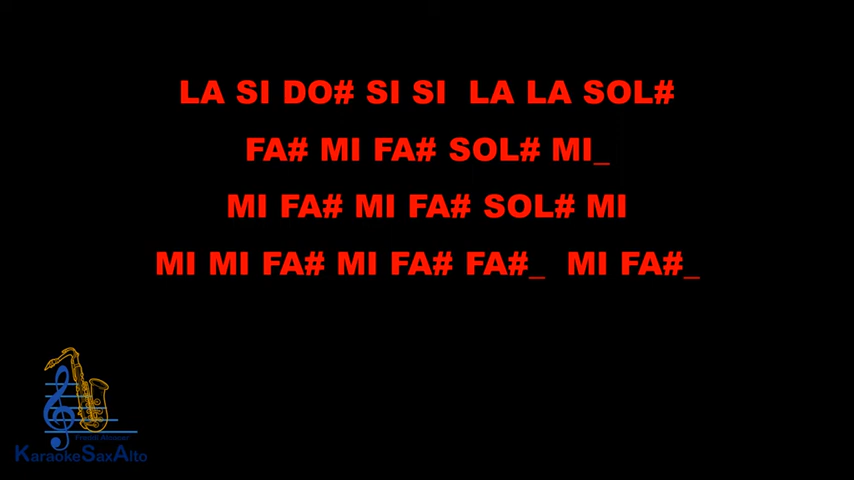 LA SI DO# SI SI  LA LA SOL#
FA# MI FA# SOL# MI_
MI FA# MI FA# SOL# MI
MI MI FA# MI FA# FA#_  MI FA#_
KaraokeSaxAlto